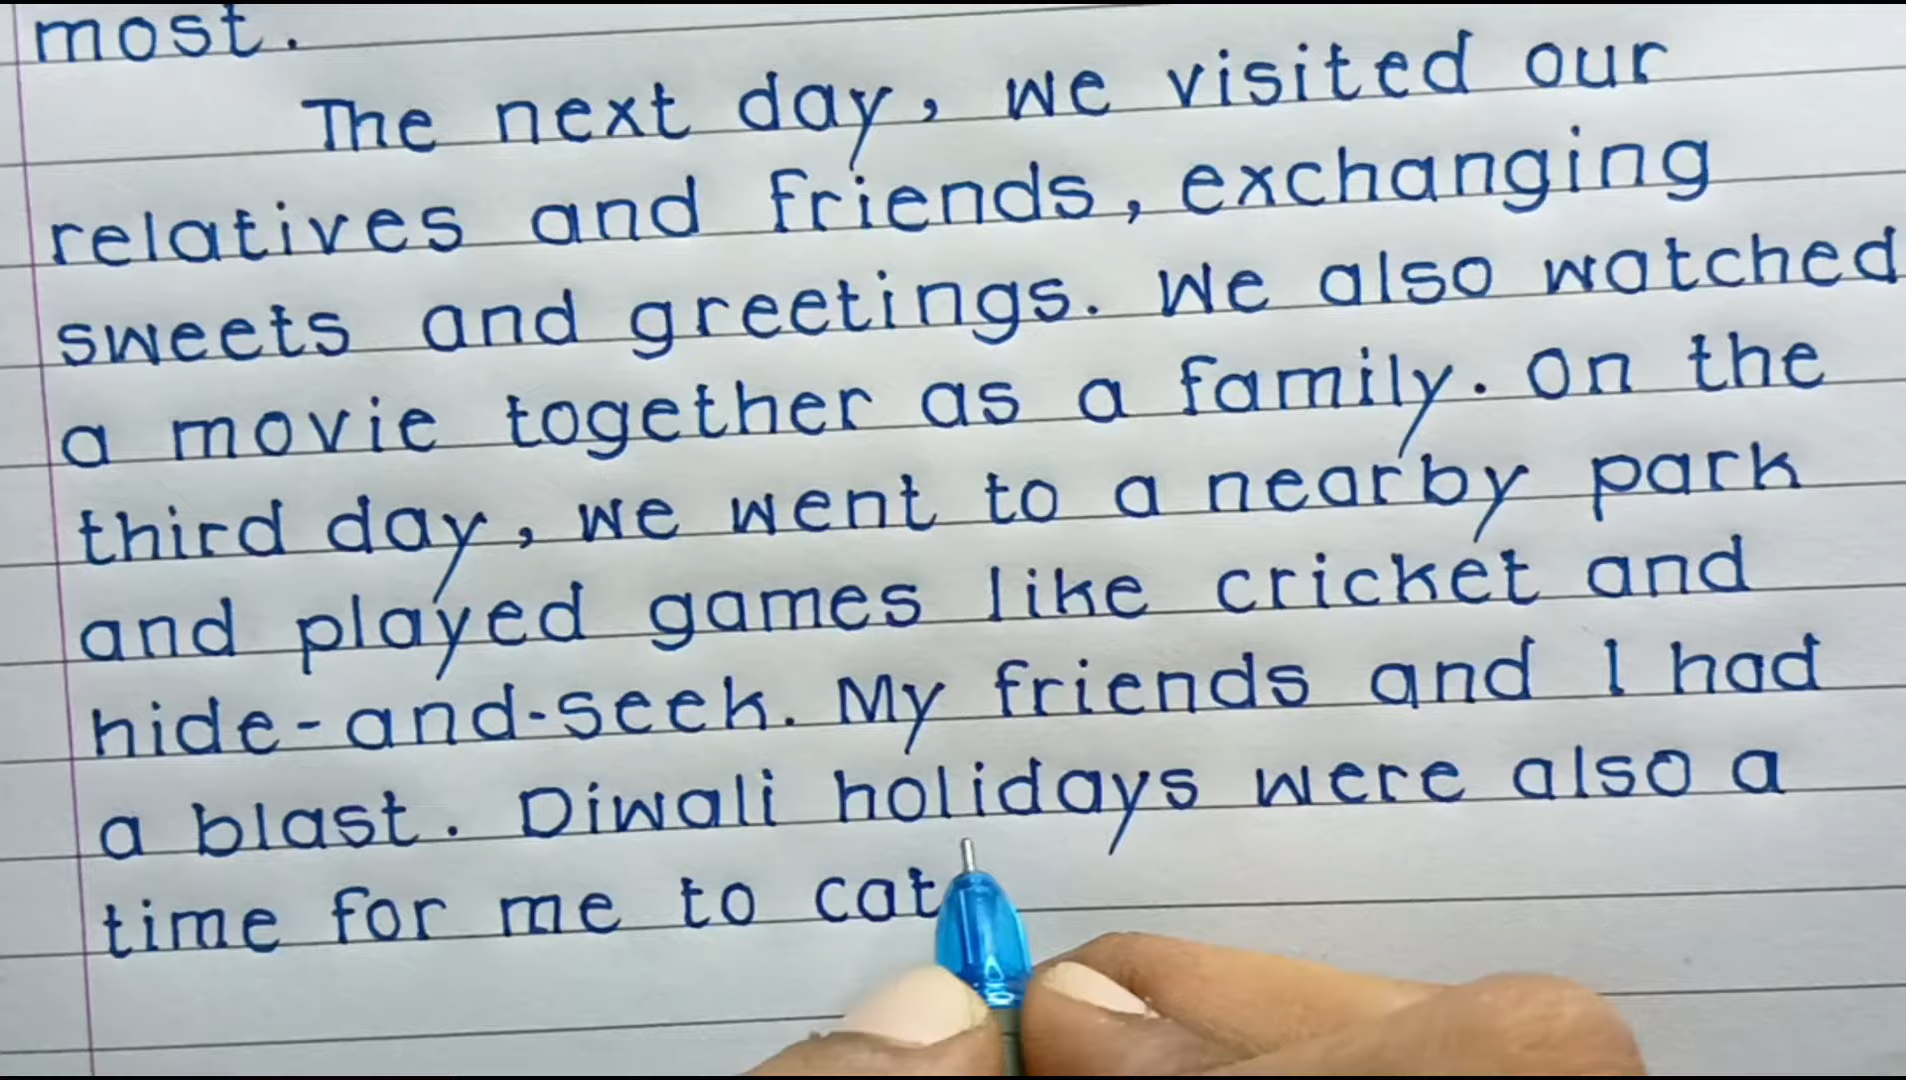 most.
The next day, we visited our
relatives and friends, exchanging
sweets and greetings. We also watched
a movie together as a family. On the
third day, we went to a nearby park
and played games like cricket and
hide-and-seek. My friends and I had
a blast. Diwali holidays were also a
time for me to cat